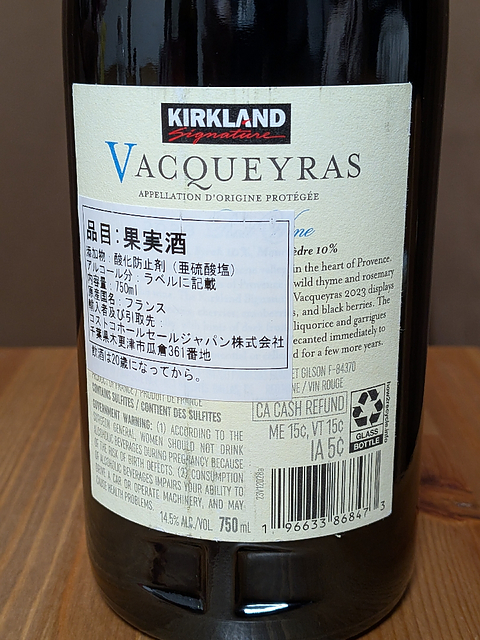 KIRKLAND
Signature
VACQUEYRAS
APPELLATION D'ORIGINE PROTÉGÉE
品目:果実酒
添加物:酸化防止剤(亜硫酸塩)
アルコール分:ラベルに記載
内容量:750ml
原産国名:フランス
輸入者及び引取先:
コストコホールセールジャパン株式会社
千葉県木更津市瓜倉361番地
飲酒は20歳になってから。
10%
in the heart of Provence.
wild thyme and rosemary
Vacqueyras 2023 displays
, and black berries. The
liquorice and garrigues
ecanted immediately to
d for a few more years.
GILSON F-84370
/ VIN ROUGE
PRODUCT OF FRANCE / PRODUIT DE FRANCE
CONTAINS SULFITES / CONTIENT DES SULFITES
GOVERNMENT WARNING: (1) ACCORDING TO THE
SURGEON GENERAL, WOMEN SHOULD NOT DRINK
ALCOHOLIC BEVERAGES DURING PREGNANCY BECAUSE
OF THE RISK OF BIRTH DEFECTS. (2) CONSUMPTION
OF ALCOHOLIC BEVERAGES IMPAIRS YOUR ABILITY TO
DRIVE A CAR OR OPERATE MACHINERY, AND MAY
CAUSE HEALTH PROBLEMS.
14.5% ALC./VOL. 750 mL
CA CASH REFUND
ME 15¢, VT 15¢
IA 5¢
GLASS
BOTTLE
how2recycle.info
1 96633 86847 3